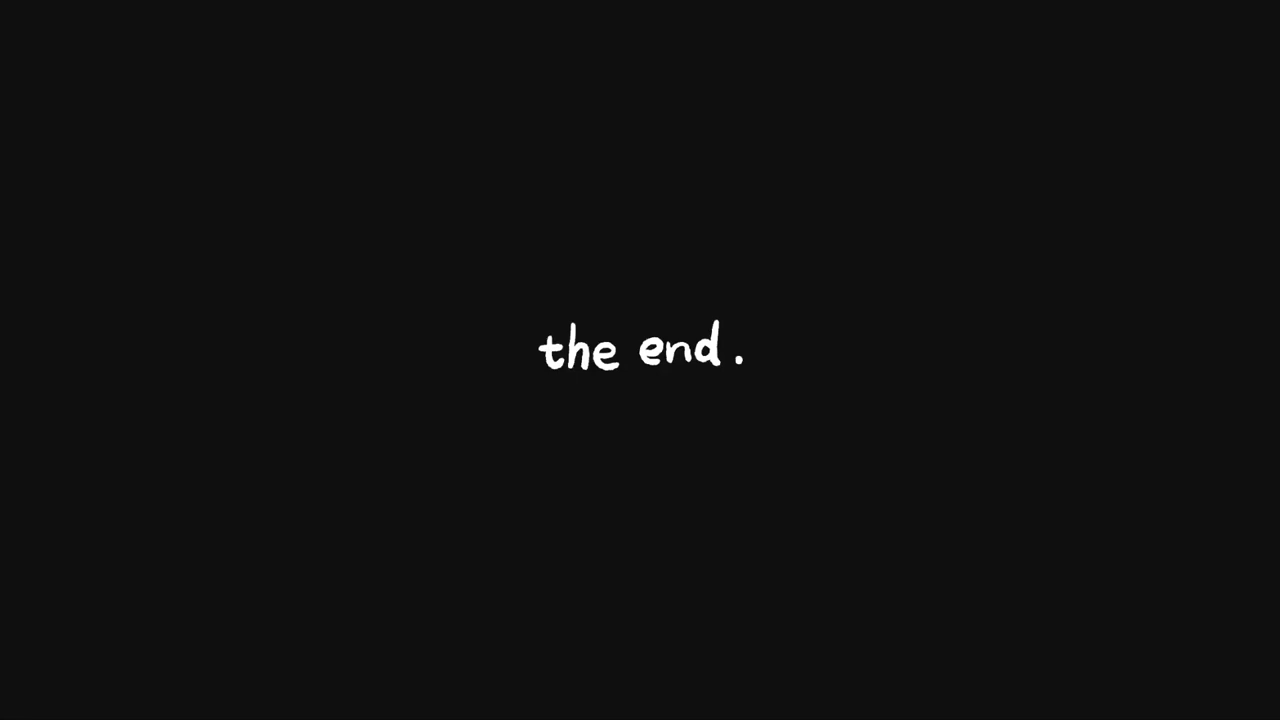 the end .